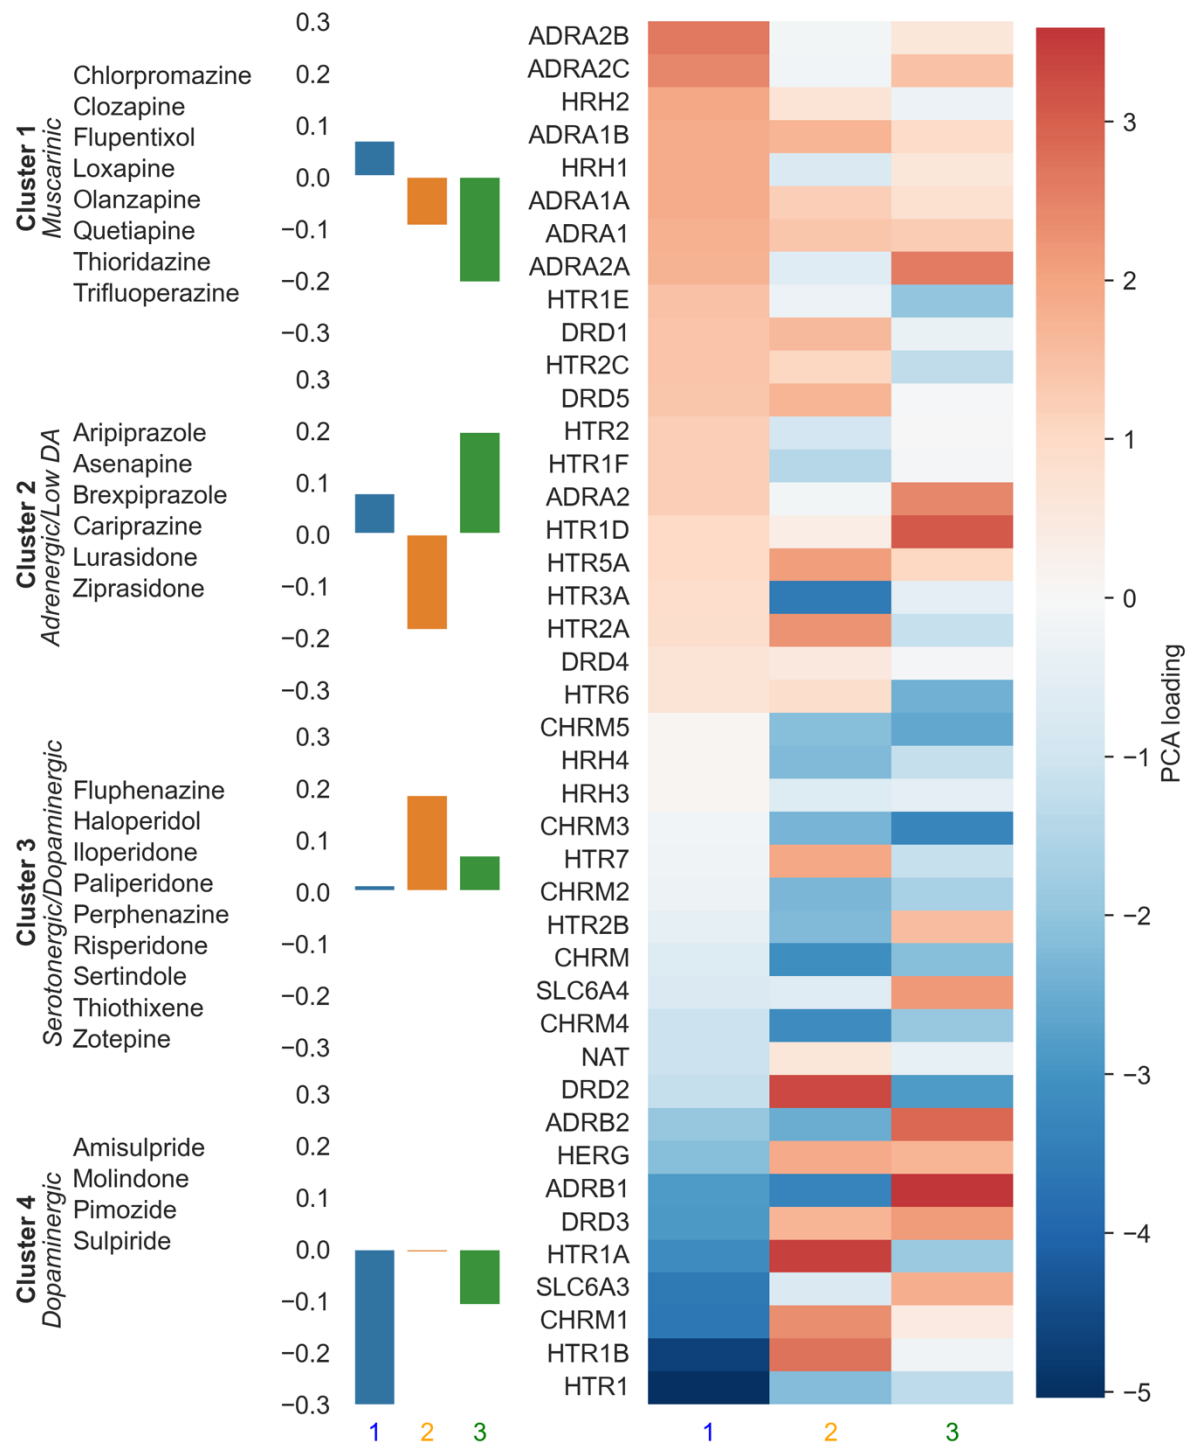 Cluster 1
Muscarinic
Chlorpromazine
Clozapine
Flupentixol
Loxapine
Olanzapine
Quetiapine
Thioridazine
Trifluoperazine
0.3
0.2
0.1
0.0
−0.1
−0.2
−0.3
Cluster 2
Adrenergic/Low DA
Aripiprazole
Asenapine
Brexpiprazole
Cariprazine
Lurasidone
Ziprasidone
0.3
0.2
0.1
0.0
−0.1
−0.2
−0.3
Cluster 3
Serotonergic/Dopaminergic
Fluphenazine
Haloperidol
Iloperidone
Paliperidone
Perphenazine
Risperidone
Sertindole
Thiothixene
Zotepine
0.3
0.2
0.1
0.0
−0.1
−0.2
−0.3
Cluster 4
Dopaminergic
Amisulpride
Molindone
Pimozide
Sulpiride
0.3
0.2
0.1
0.0
−0.1
−0.2
−0.3
1 2 3
ADRA2B
ADRA2C
HRH2
ADRA1B
HRH1
ADRA1A
ADRA1
ADRA2A
HTR1E
DRD1
HTR2C
DRD5
HTR2
HTR1F
ADRA2
HTR1D
HTR5A
HTR3A
HTR2A
DRD4
HTR6
CHRM5
HRH4
HRH3
CHRM3
HTR7
CHRM2
HTR2B
CHRM
SLC6A4
CHRM4
NAT
DRD2
ADRB2
HERG
ADRB1
DRD3
HTR1A
SLC6A3
CHRM1
HTR1B
HTR1
1 2 3
3
2
1
0
−1
−2
−3
−4
−5
PCA loading